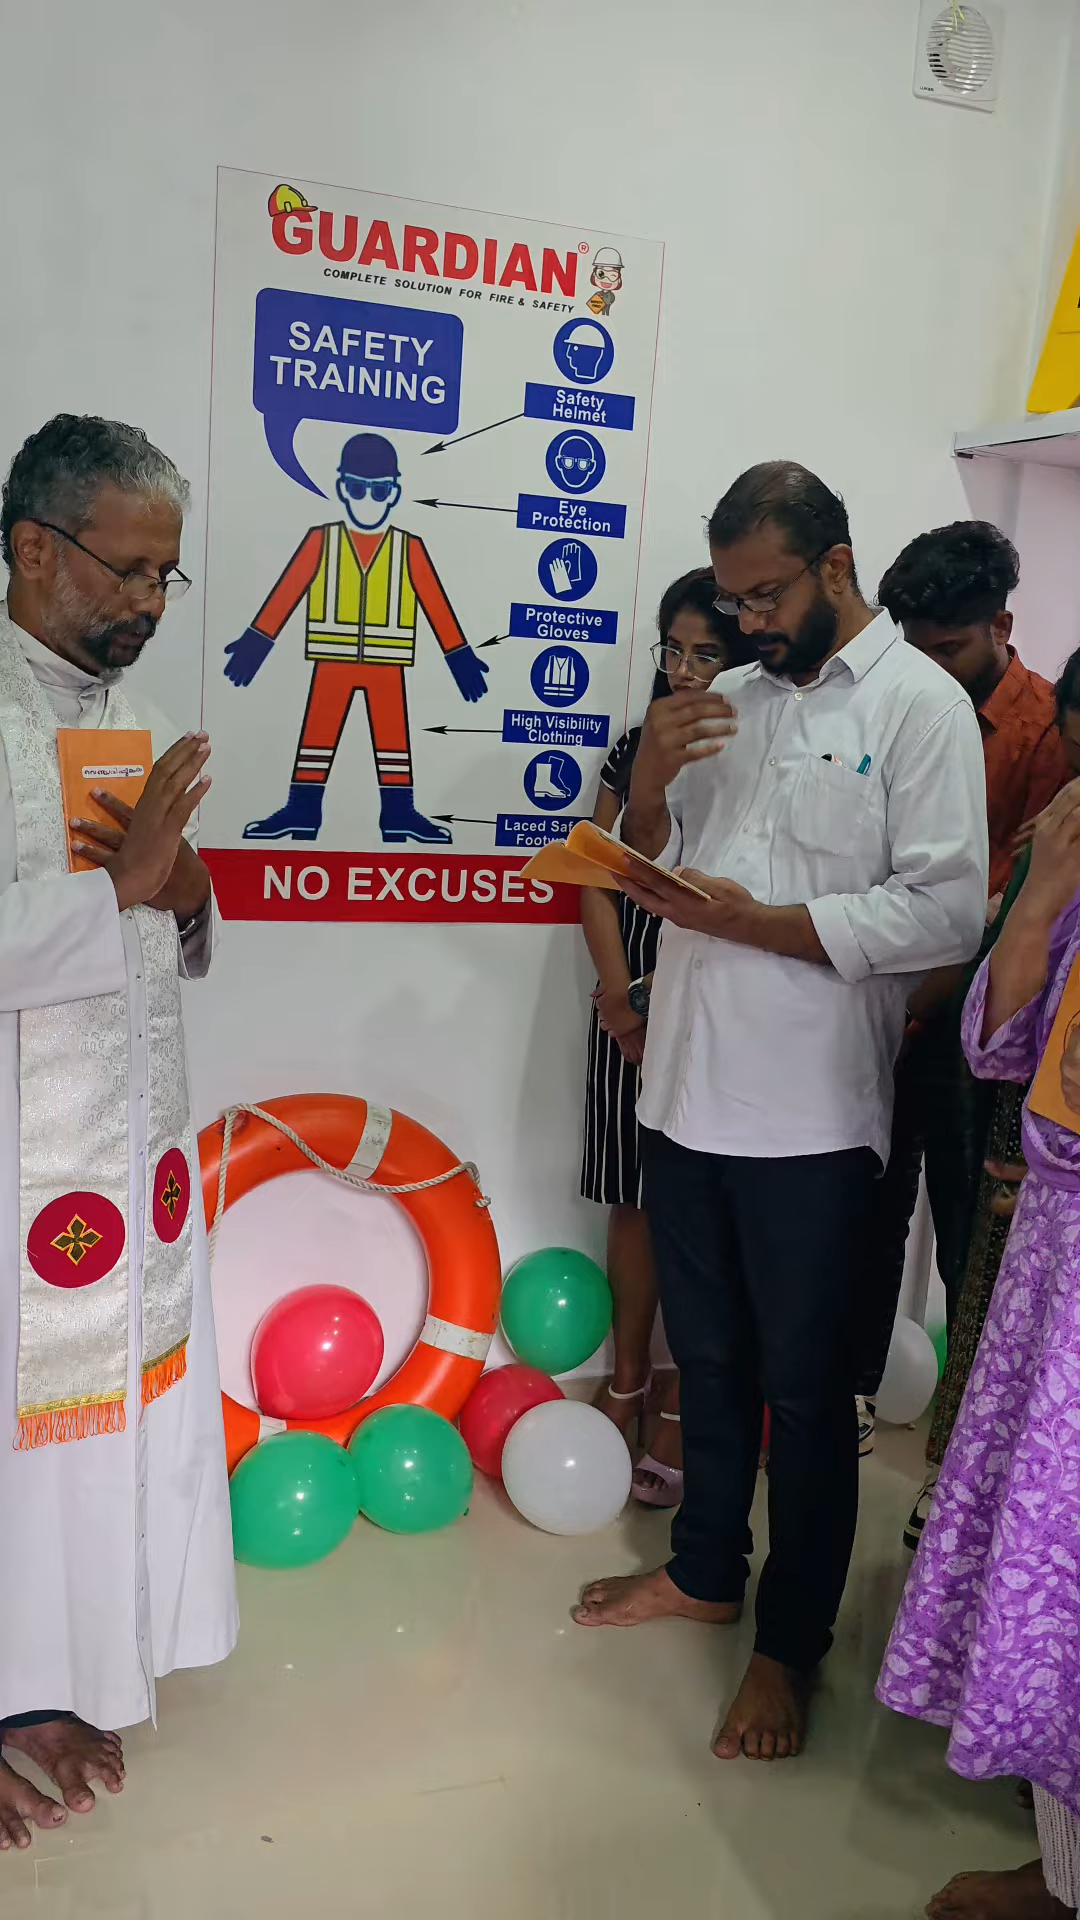 GUARDIAN®
COMPLETE SOLUTION FOR FIRE & SAFETY
SAFETY
TRAINING
Safety
Helmet
Eye
Protection
Protective
Gloves
High Visibility
Clothing
Laced
NO EXCUSES